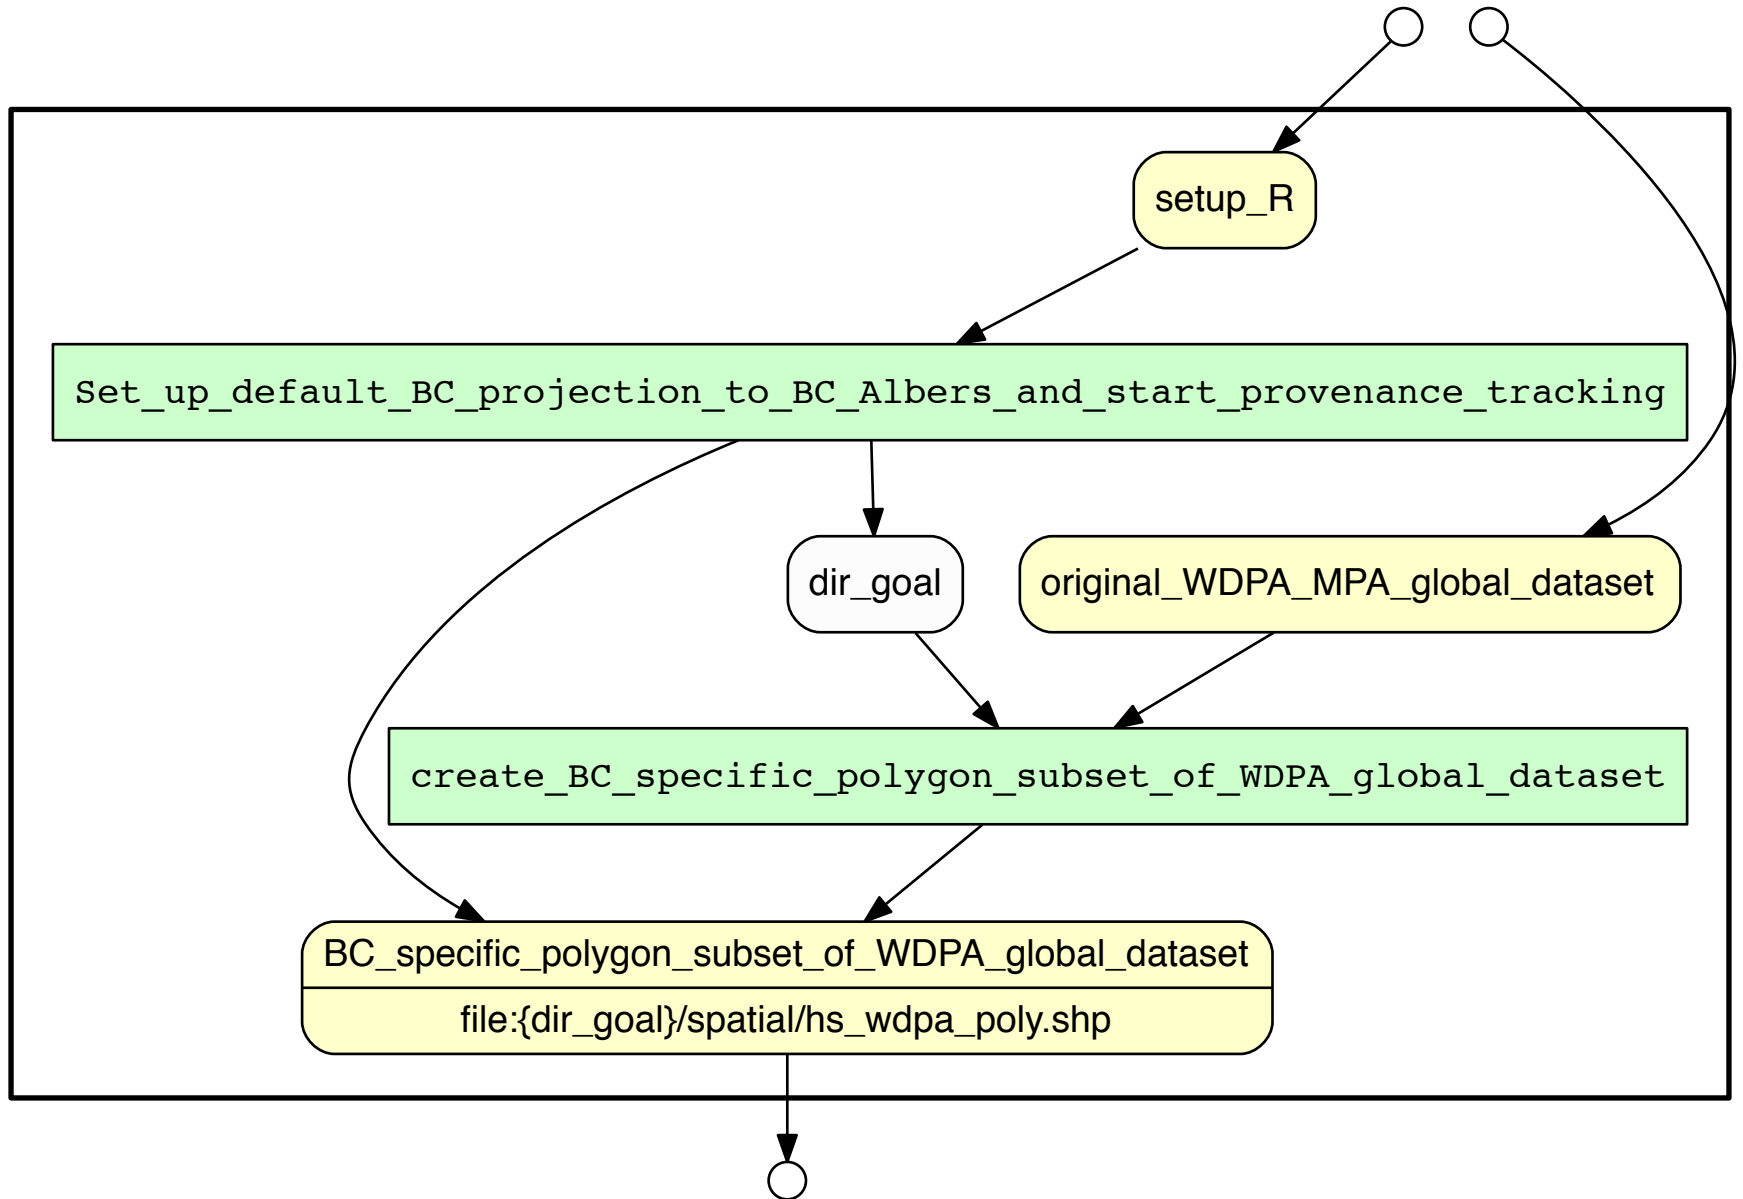 setup_R
Set_up_default_BC_projection_to_BC_Albers_and_start_provenance_tracking
dir_goal
original_WDPA_MPA_global_dataset
create_BC_specific_polygon_subset_of_WDPA_global_dataset
BC_specific_polygon_subset_of_WDPA_global_dataset
file:{dir_goal}/spatial/hs_wdpa_poly.shp